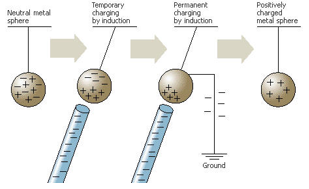 Neutral metal
sphere
Temporary
charging
by induction
Permanent
charging
by induction
Positively
charged
metal sphere
Ground